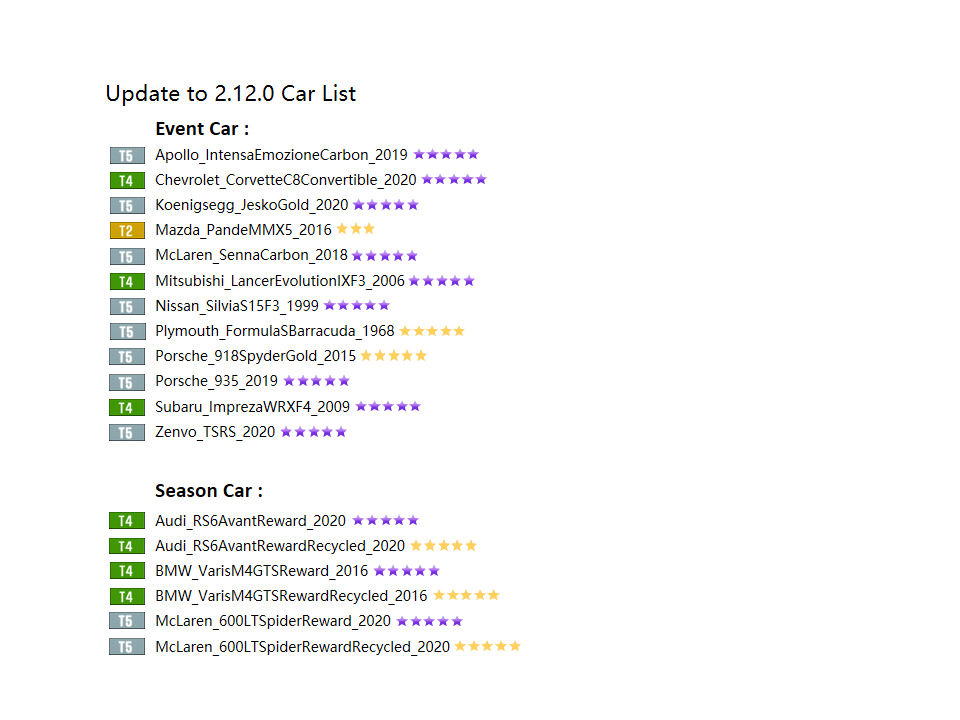 Update to 2.12.0 Car List
Event Car :
T5 Apollo_IntensaEmozioneCarbon_2019
T4 Chevrolet_CorvetteC8Convertible_2020
T5 Koenigsegg_JeskoGold_2020
T2 Mazda_PandeMMX5_2016
T5 McLaren_SennaCarbon_2018
T4 Mitsubishi_LancerEvolutionIXF3_2006
T5 Nissan_SilviaS15F3_1999
T5 Plymouth_FormulaSBarracuda_1968
T5 Porsche_918SpyderGold_2015
T5 Porsche_935_2019
T4 Subaru_ImprezaWRXF4_2009
T5 Zenvo_TSRS_2020
Season Car :
T4 Audi_RS6AvantReward_2020
T4 Audi_RS6AvantRewardRecycled_2020
T4 BMW_VarisM4GTSReward_2016
T4 BMW_VarisM4GTSRewardRecycled_2016
T5 McLaren_600LTSpiderReward_2020
T5 McLaren_600LTSpiderRewardRecycled_2020